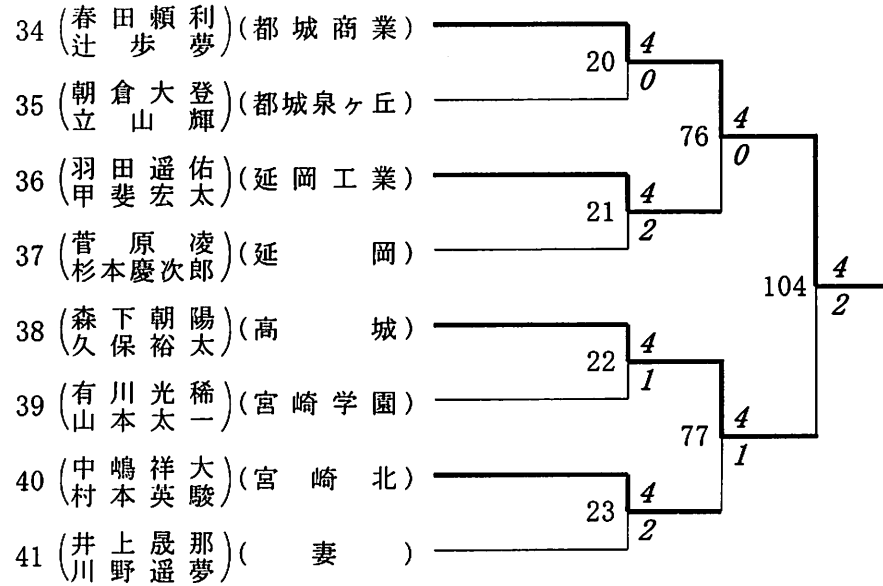 34 (春田頼利 辻歩夢) (都城商業)
35 (朝倉大登 立山輝) (都城泉ヶ丘)
36 (羽田遥佑 甲斐宏太) (延岡工業)
37 (菅原凌 杉本慶次郎) (延岡)
38 (森下朝陽 久保裕太) (高城)
39 (有川光稀 山本太一) (宮崎学園)
40 (中嶋祥大 村本英駿) (宮崎北)
41 (井上晟那 川野遥夢) (妻)
20 4 0
21 4 2
22 4 1
23 4 2
76 4 0
77 4 1
104 4 2